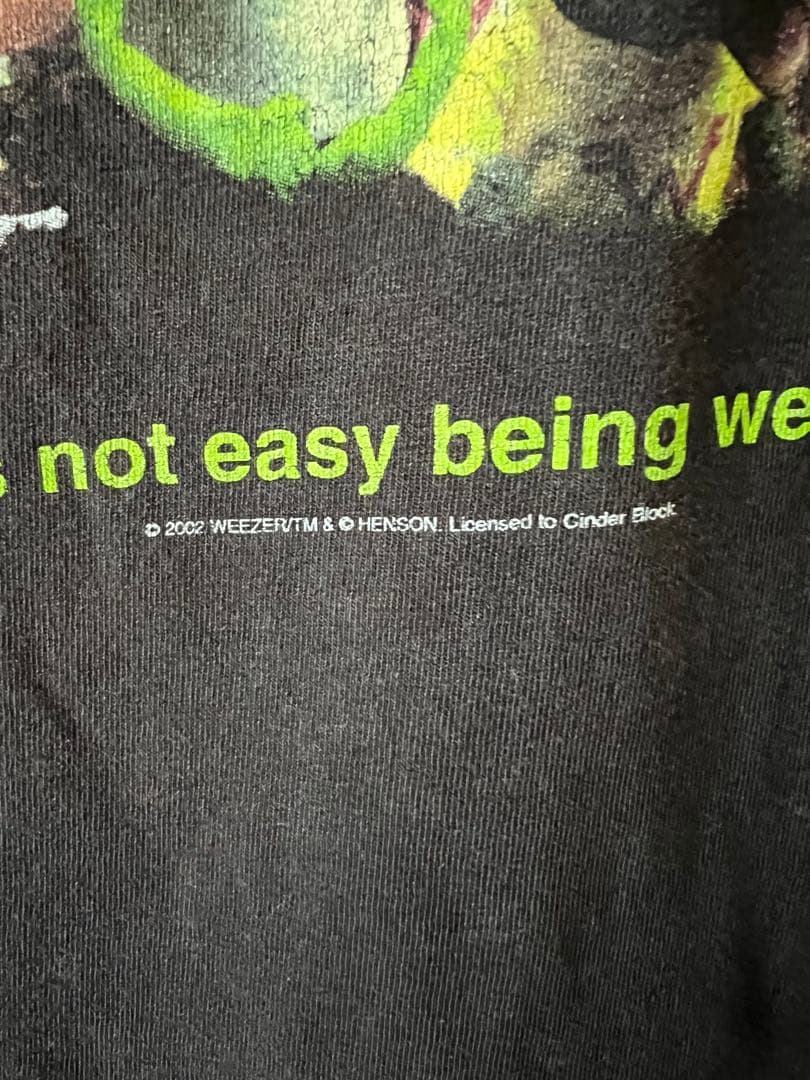 not easy being we
© 2002 WEEZER/TM & © HENSON. Licensed to Cinder Block